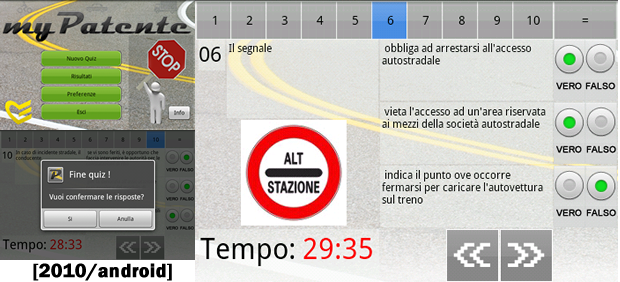 myPatente
Nuovo Quiz
Risultati
Preferenze
Esci
STOP
Info
1 2 3 4 5 6 7 8 9 10 =
10
VERO FALSO
Fine quiz !
Vuoi confermare le risposte?
Si Anulla
VERO FALSO
Tempo: 28:33
[2010/android]
1 2 3 4 5 6 7 8 9 10 =
06 Il segnale
obbliga ad arrestarsi all'accesso
autostradale
VERO FALSO
vieta l'accesso ad un'area riservata
ai mezzi della società autostradale
VERO FALSO
ALT
STAZIONE
indica il punto ove occorre
fermarsi per caricare l'autovettura
sul treno
VERO FALSO
Tempo: 29:35